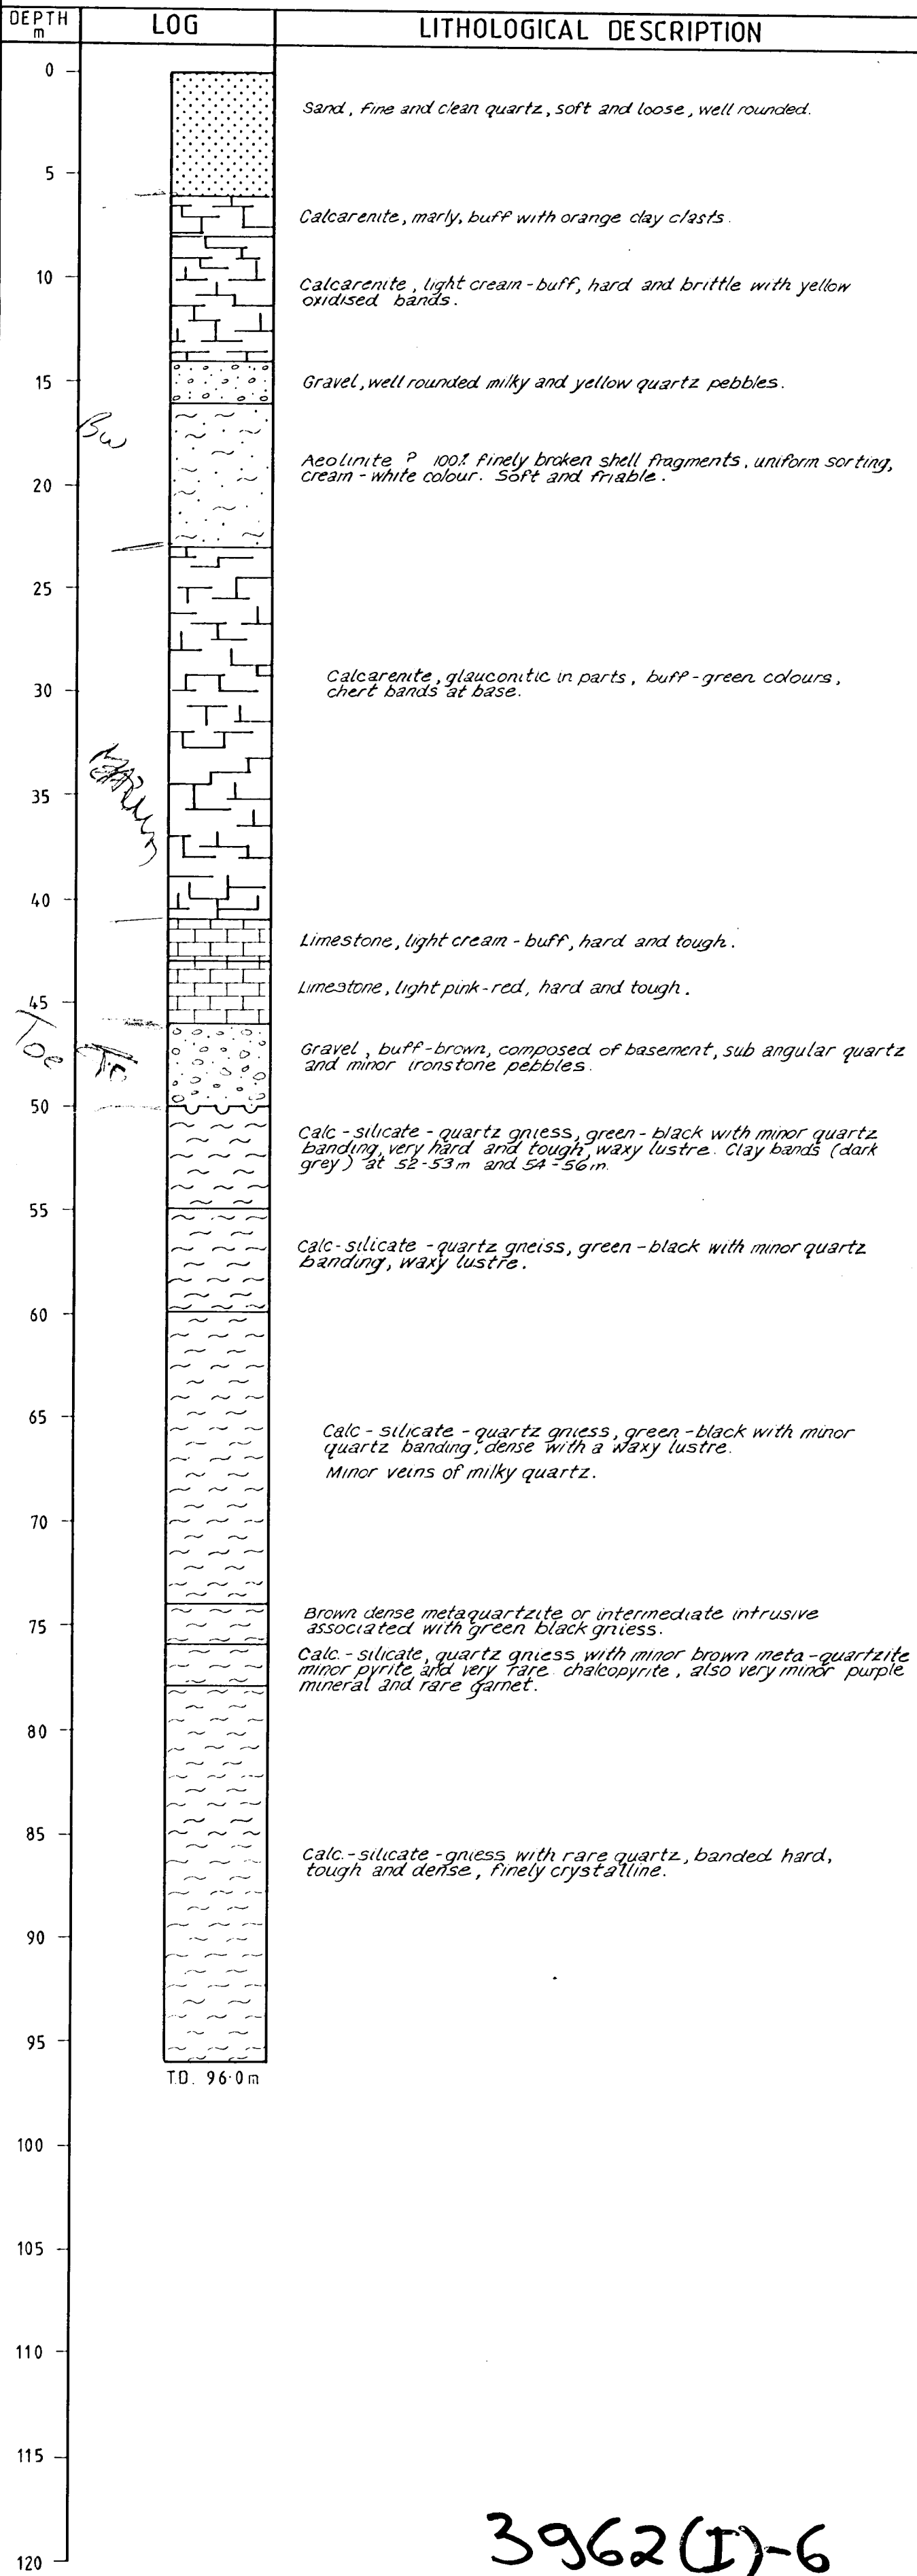 DEPTH
m
LOG
LITHOLOGICAL DESCRIPTION
0
Sand, fine and clean quartz, soft and loose, well rounded.
5
Calcarenite, marly, buff with orange clay clasts.
10
Calcarenite, light cream-buff, hard and brittle with yellow
oxidised bands.
15
Gravel, well rounded milky and yellow quartz pebbles.
Bw
Aeolinite ? 100% finely broken shell fragments, uniform sorting,
cream-white colour. Soft and friable.
20
25
30
Calcarenite, glauconitic in parts, buff-green colours,
chert bands at base.
35
40
Limestone, light cream-buff, hard and tough.
Limestone, light pink-red, hard and tough.
45
Toe
Gravel, buff-brown, composed of basement, sub angular quartz
and minor ironstone pebbles.
50
Calc-silicate-quartz gniess, green-black with minor quartz
banding, very hard and tough, waxy lustre. Clay bands (dark
grey) at 52-53m and 54-56m.
55
Calc-silicate-quartz gneiss, green-black with minor quartz
banding, waxy lustre.
60
65
Calc-silicate-quartz gniess, green-black with minor
quartz banding, dense with a waxy lustre.
Minor veins of milky quartz.
70
75
Brown dense metaquartzite or intermediate intrusive
associated with green black gniess.
Calc.-silicate, quartz gniess with minor brown meta-quartzite
minor pyrite and very rare chalcopyrite, also very minor purple
mineral and rare garnet.
80
85
Calc.-silicate-gniess with rare quartz, banded hard,
tough and dense, finely crystalline.
90
95
T.D. 96·0m
100
105
110
115
120
3962(I)-6